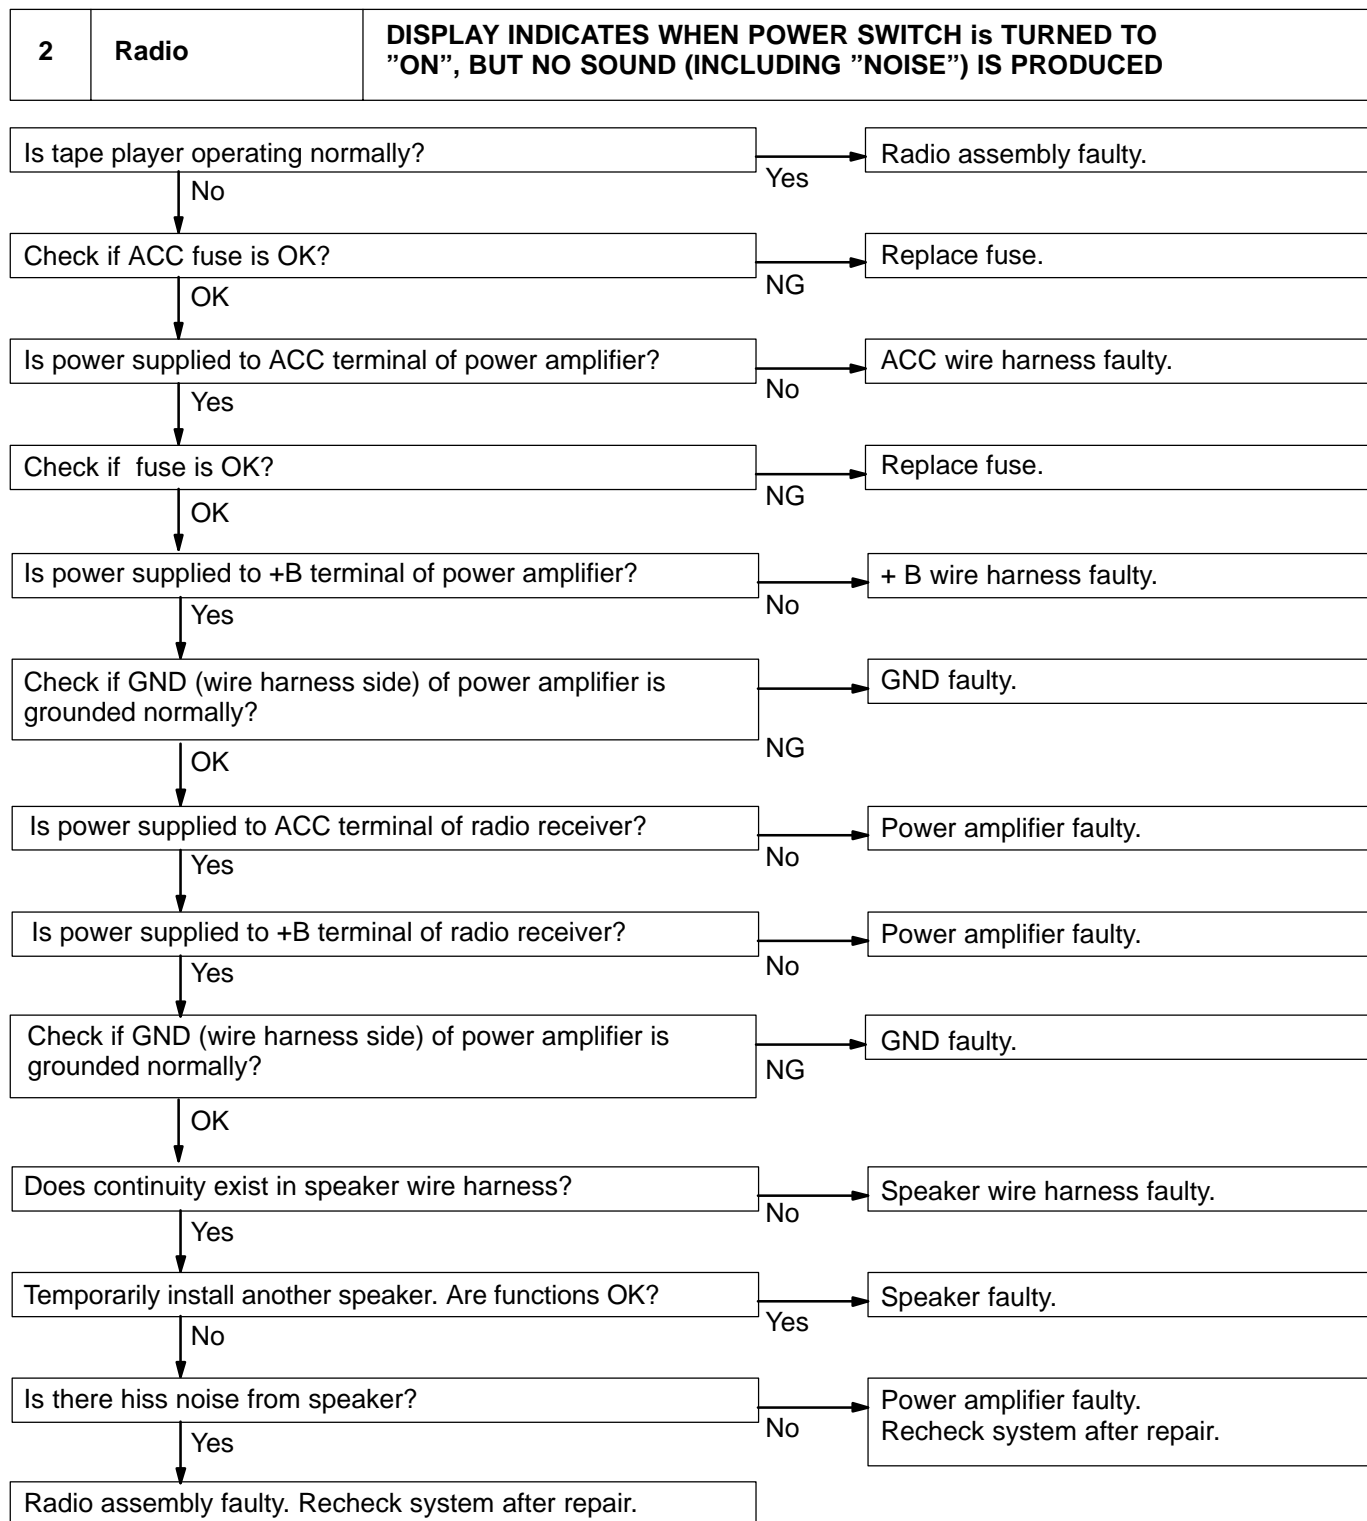 2
Radio
DISPLAY INDICATES WHEN POWER SWITCH is TURNED TO
”ON”, BUT NO SOUND (INCLUDING ”NOISE”) IS PRODUCED
Is tape player operating normally?
Yes
Radio assembly faulty.
No
Check if ACC fuse is OK?
NG
Replace fuse.
OK
Is power supplied to ACC terminal of power amplifier?
No
ACC wire harness faulty.
Yes
Check if fuse is OK?
NG
Replace fuse.
OK
Is power supplied to +B terminal of power amplifier?
No
+ B wire harness faulty.
Yes
Check if GND (wire harness side) of power amplifier is
grounded normally?
NG
GND faulty.
OK
Is power supplied to ACC terminal of radio receiver?
No
Power amplifier faulty.
Yes
Is power supplied to +B terminal of radio receiver?
No
Power amplifier faulty.
Yes
Check if GND (wire harness side) of power amplifier is
grounded normally?
NG
GND faulty.
OK
Does continuity exist in speaker wire harness?
No
Speaker wire harness faulty.
Yes
Temporarily install another speaker. Are functions OK?
Yes
Speaker faulty.
No
Is there hiss noise from speaker?
No
Power amplifier faulty.
Recheck system after repair.
Yes
Radio assembly faulty. Recheck system after repair.